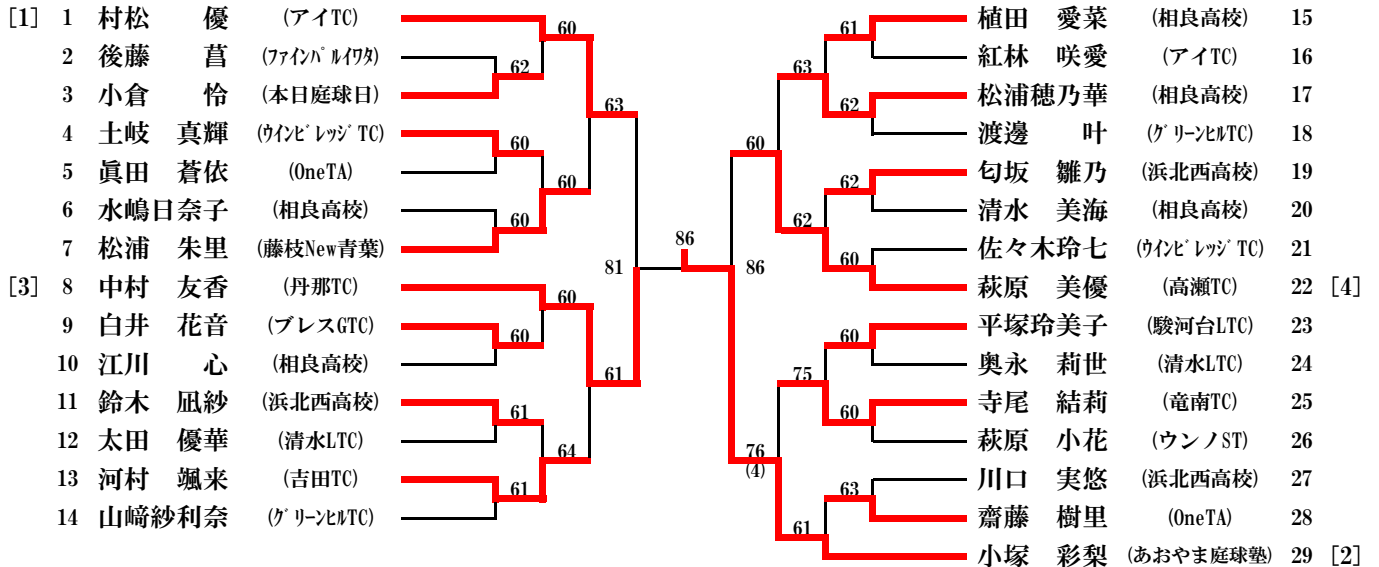 [1] 1 村松 優 (アイTC)
2 後藤 菖 (ファインパルイワタ)
3 小倉 怜 (本日庭球日)
4 土岐 真輝 (ウインビレッジTC)
5 眞田 蒼依 (OneTA)
6 水嶋日奈子 (相良高校)
7 松浦 朱里 (藤枝New青葉)
[3] 8 中村 友香 (丹那TC)
9 白井 花音 (ブレスGTC)
10 江川 心 (相良高校)
11 鈴木 凪紗 (浜北西高校)
12 太田 優華 (清水LTC)
13 河村 颯来 (吉田TC)
14 山﨑紗利奈 (グリーンヒルTC)
60
62
63
60
60
60
81
60
60
61
61
64
61
86
86
61
63
62
60
62
62
60
60
75
60
76
(4)
63
61
植田 愛菜 (相良高校) 15
紅林 咲愛 (アイTC) 16
松浦穂乃華 (相良高校) 17
渡邊 叶 (グリーンヒルTC) 18
匂坂 雛乃 (浜北西高校) 19
清水 美海 (相良高校) 20
佐々木玲七 (ウインビレッジTC) 21
萩原 美優 (高瀬TC) 22 [4]
平塚玲美子 (駿河台LTC) 23
奥永 莉世 (清水LTC) 24
寺尾 結莉 (竜南TC) 25
萩原 小花 (ウンノST) 26
川口 実悠 (浜北西高校) 27
齋藤 樹里 (OneTA) 28
小塚 彩梨 (あおやま庭球塾) 29 [2]